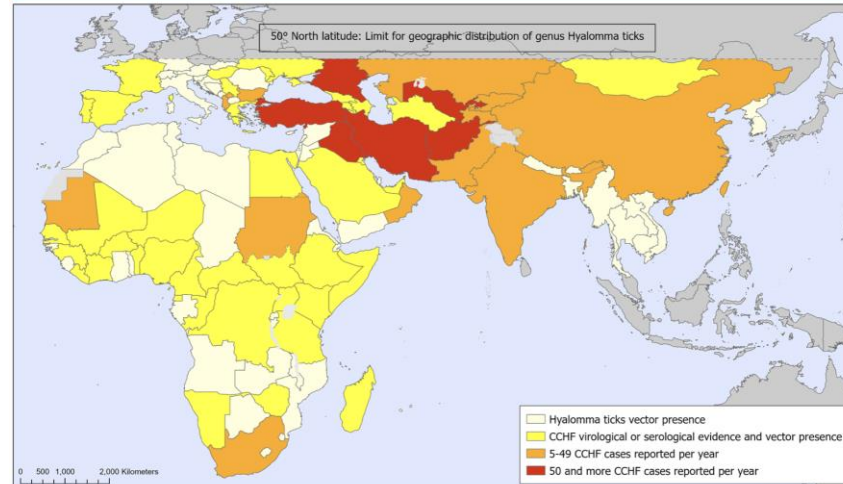 50° North latitude: Limit for geographic distribution of genus Hyalomma ticks
Hyalomma ticks vector presence
CCHF virological or serological evidence and vector presence
5-49 CCHF cases reported per year
50 and more CCHF cases reported per year
0 500 1,000 2,000 Kilometers